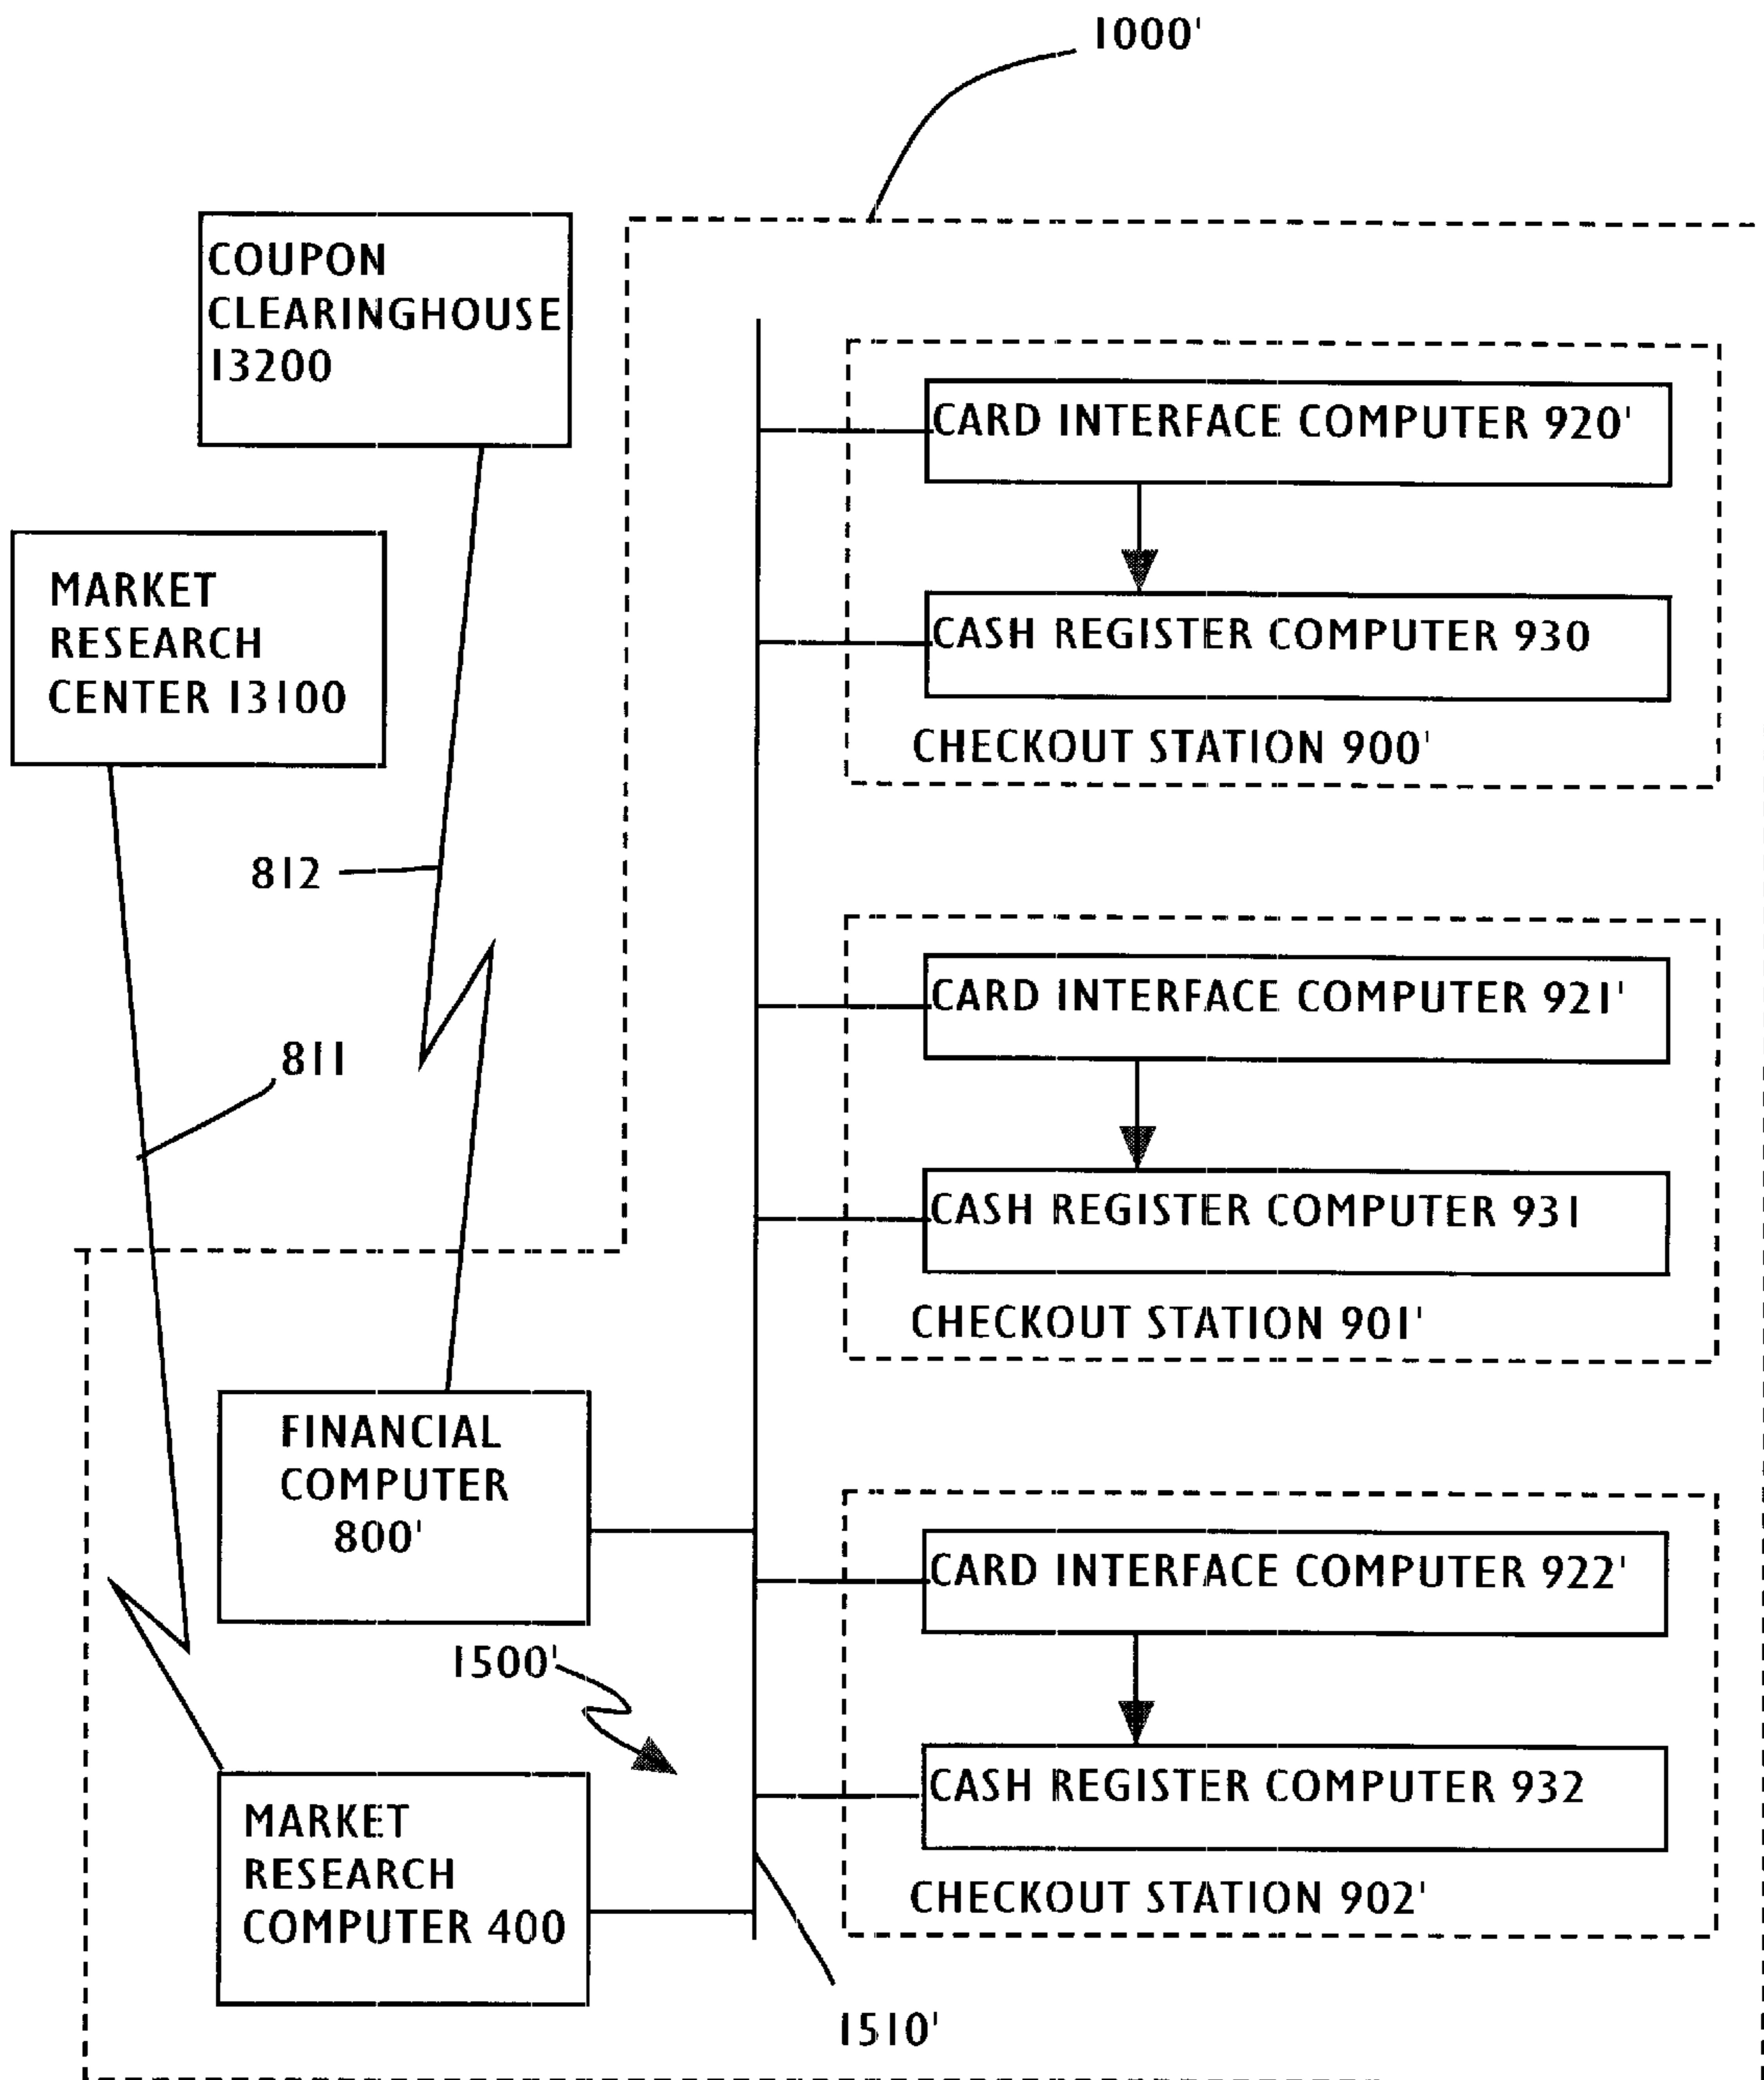 1000'
COUPON
CLEARINGHOUSE
13200
MARKET
RESEARCH
CENTER 13100
812
811
CARD INTERFACE COMPUTER 920'
CASH REGISTER COMPUTER 930
CHECKOUT STATION 900'
CARD INTERFACE COMPUTER 921'
CASH REGISTER COMPUTER 931
CHECKOUT STATION 901'
FINANCIAL
COMPUTER
800'
1500'
MARKET
RESEARCH
COMPUTER 400
CARD INTERFACE COMPUTER 922'
CASH REGISTER COMPUTER 932
CHECKOUT STATION 902'
1510'